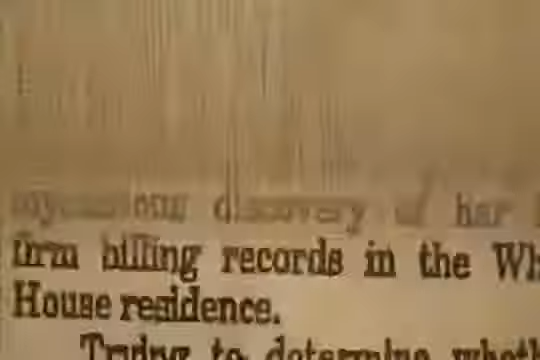 discovery of her
firm billing records in the Wh
House residence.
Trying to determine wheth